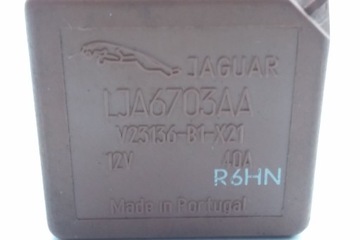 JAGUAR
LJA6703AA
V23136-B1-X21
12V 40A
R6HN
Made in Portugal